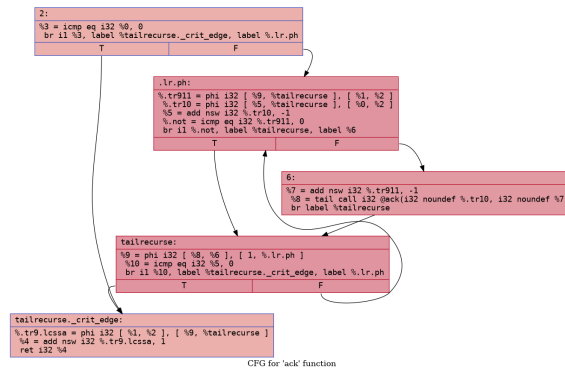 2:
%3 = icmp eq i32 %0, 0
br i1 %3, label %tailrecurse._crit_edge, label %.lr.ph
T F
.lr.ph:
%.tr911 = phi i32 [ %9, %tailrecurse ], [ %1, %2 ]
%.tr10 = phi i32 [ %5, %tailrecurse ], [ %0, %2 ]
%5 = add nsw i32 %.tr10, -1
%.not = icmp eq i32 %.tr911, 0
br i1 %.not, label %tailrecurse, label %6
T F
6:
%7 = add nsw i32 %.tr911, -1
%8 = tail call i32 @ack(i32 noundef %.tr10, i32 noundef %7
br label %tailrecurse
tailrecurse:
%9 = phi i32 [ %8, %6 ], [ 1, %.lr.ph ]
%10 = icmp eq i32 %5, 0
br i1 %10, label %tailrecurse._crit_edge, label %.lr.ph
T F
tailrecurse._crit_edge:
%.tr9.lcssa = phi i32 [ %1, %2 ], [ %9, %tailrecurse ]
%4 = add nsw i32 %.tr9.lcssa, 1
ret i32 %4
CFG for 'ack' function